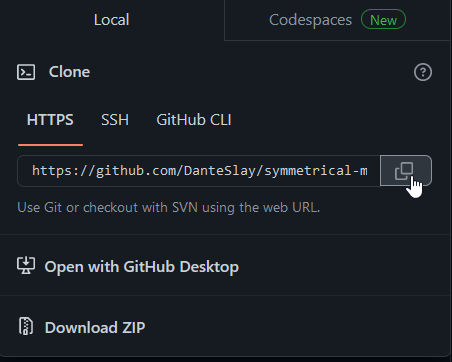 Local
Codespaces New
Clone
HTTPS SSH GitHub CLI
https://github.com/DanteSlay/symmetrical-m
Use Git or checkout with SVN using the web URL.
Open with GitHub Desktop
Download ZIP